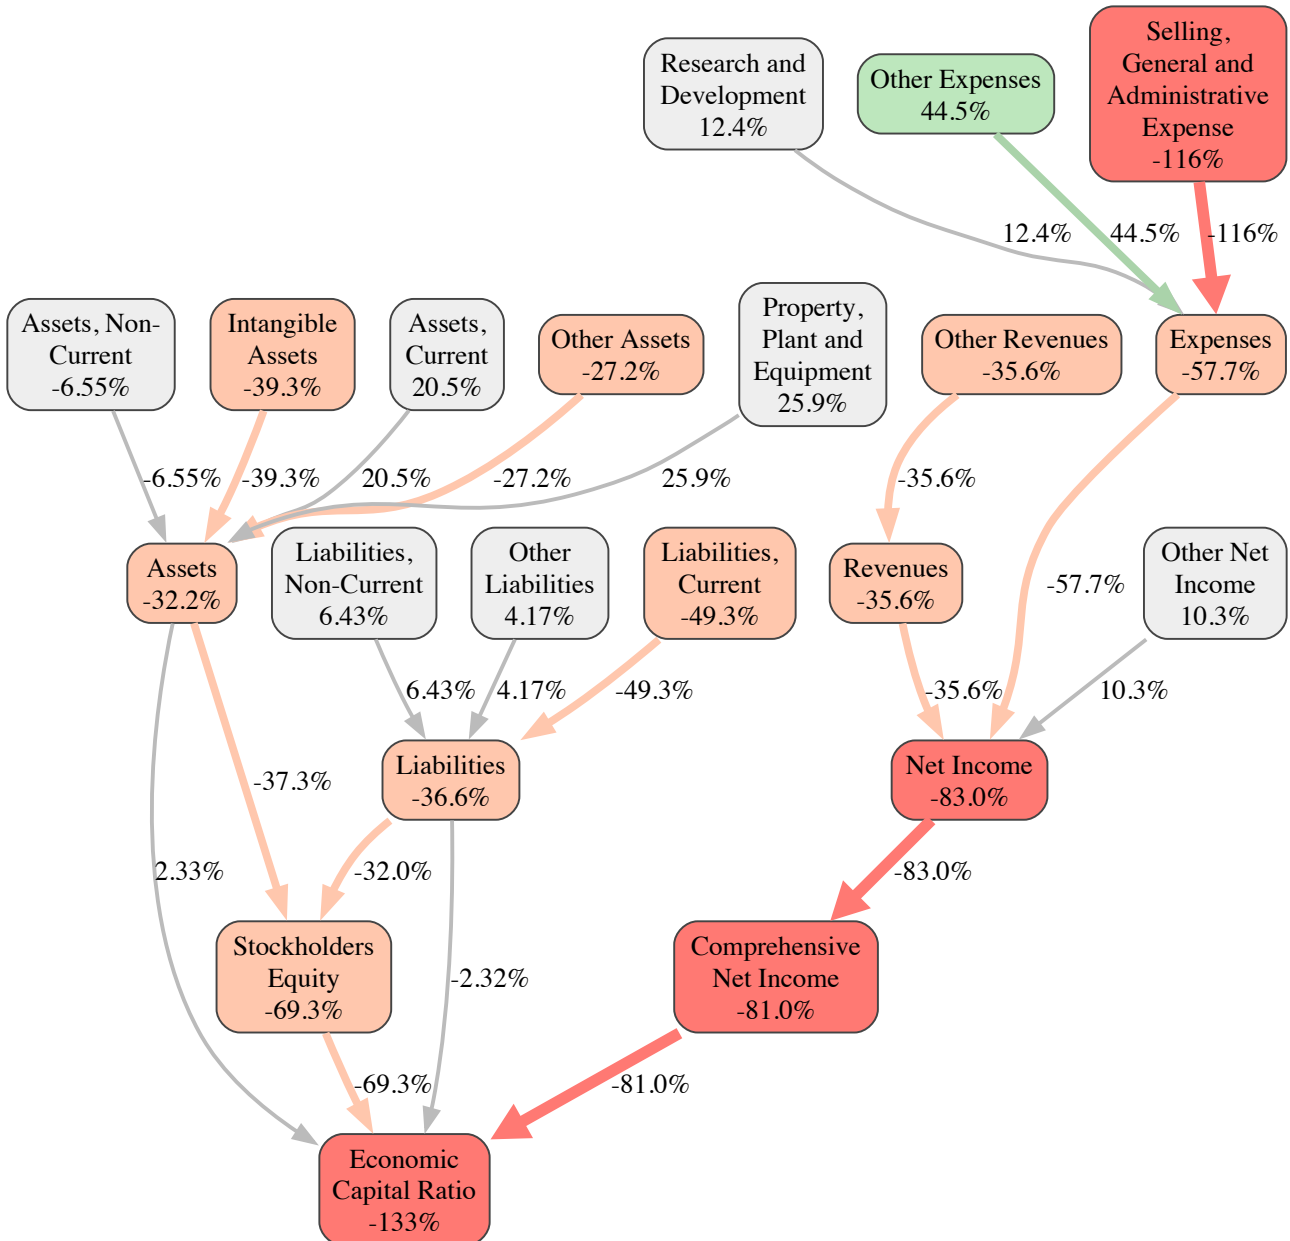 Selling,
General and
Administrative
Expense
-116%
Research and
Development
12.4%
Other Expenses
44.5%
12.4%
44.5%
-116%
Assets, Non-
Current
-6.55%
Intangible
Assets
-39.3%
Assets,
Current
20.5%
Other Assets
-27.2%
Property,
Plant and
Equipment
25.9%
Other Revenues
-35.6%
Expenses
-57.7%
-6.55%
-39.3%
20.5%
-27.2%
25.9%
-35.6%
Assets
-32.2%
Liabilities,
Non-Current
6.43%
Other
Liabilities
4.17%
Liabilities,
Current
-49.3%
Revenues
-35.6%
-57.7%
Other Net
Income
10.3%
6.43%
4.17%
-49.3%
-35.6%
10.3%
-37.3%
Liabilities
-36.6%
Net Income
-83.0%
2.33%
-32.0%
-83.0%
Stockholders
Equity
-69.3%
-2.32%
Comprehensive
Net Income
-81.0%
-69.3%
-81.0%
Economic
Capital Ratio
-133%